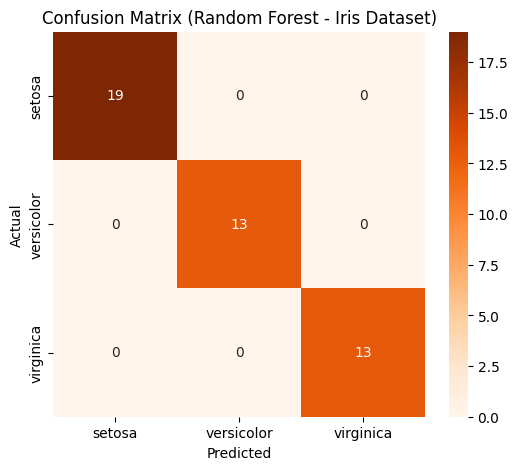 Confusion Matrix (Random Forest - Iris Dataset)
setosa
19
0
0
versicolor
0
13
0
virginica
0
0
13
Actual
setosa
versicolor
virginica
Predicted
17.5
15.0
12.5
10.0
7.5
5.0
2.5
0.0